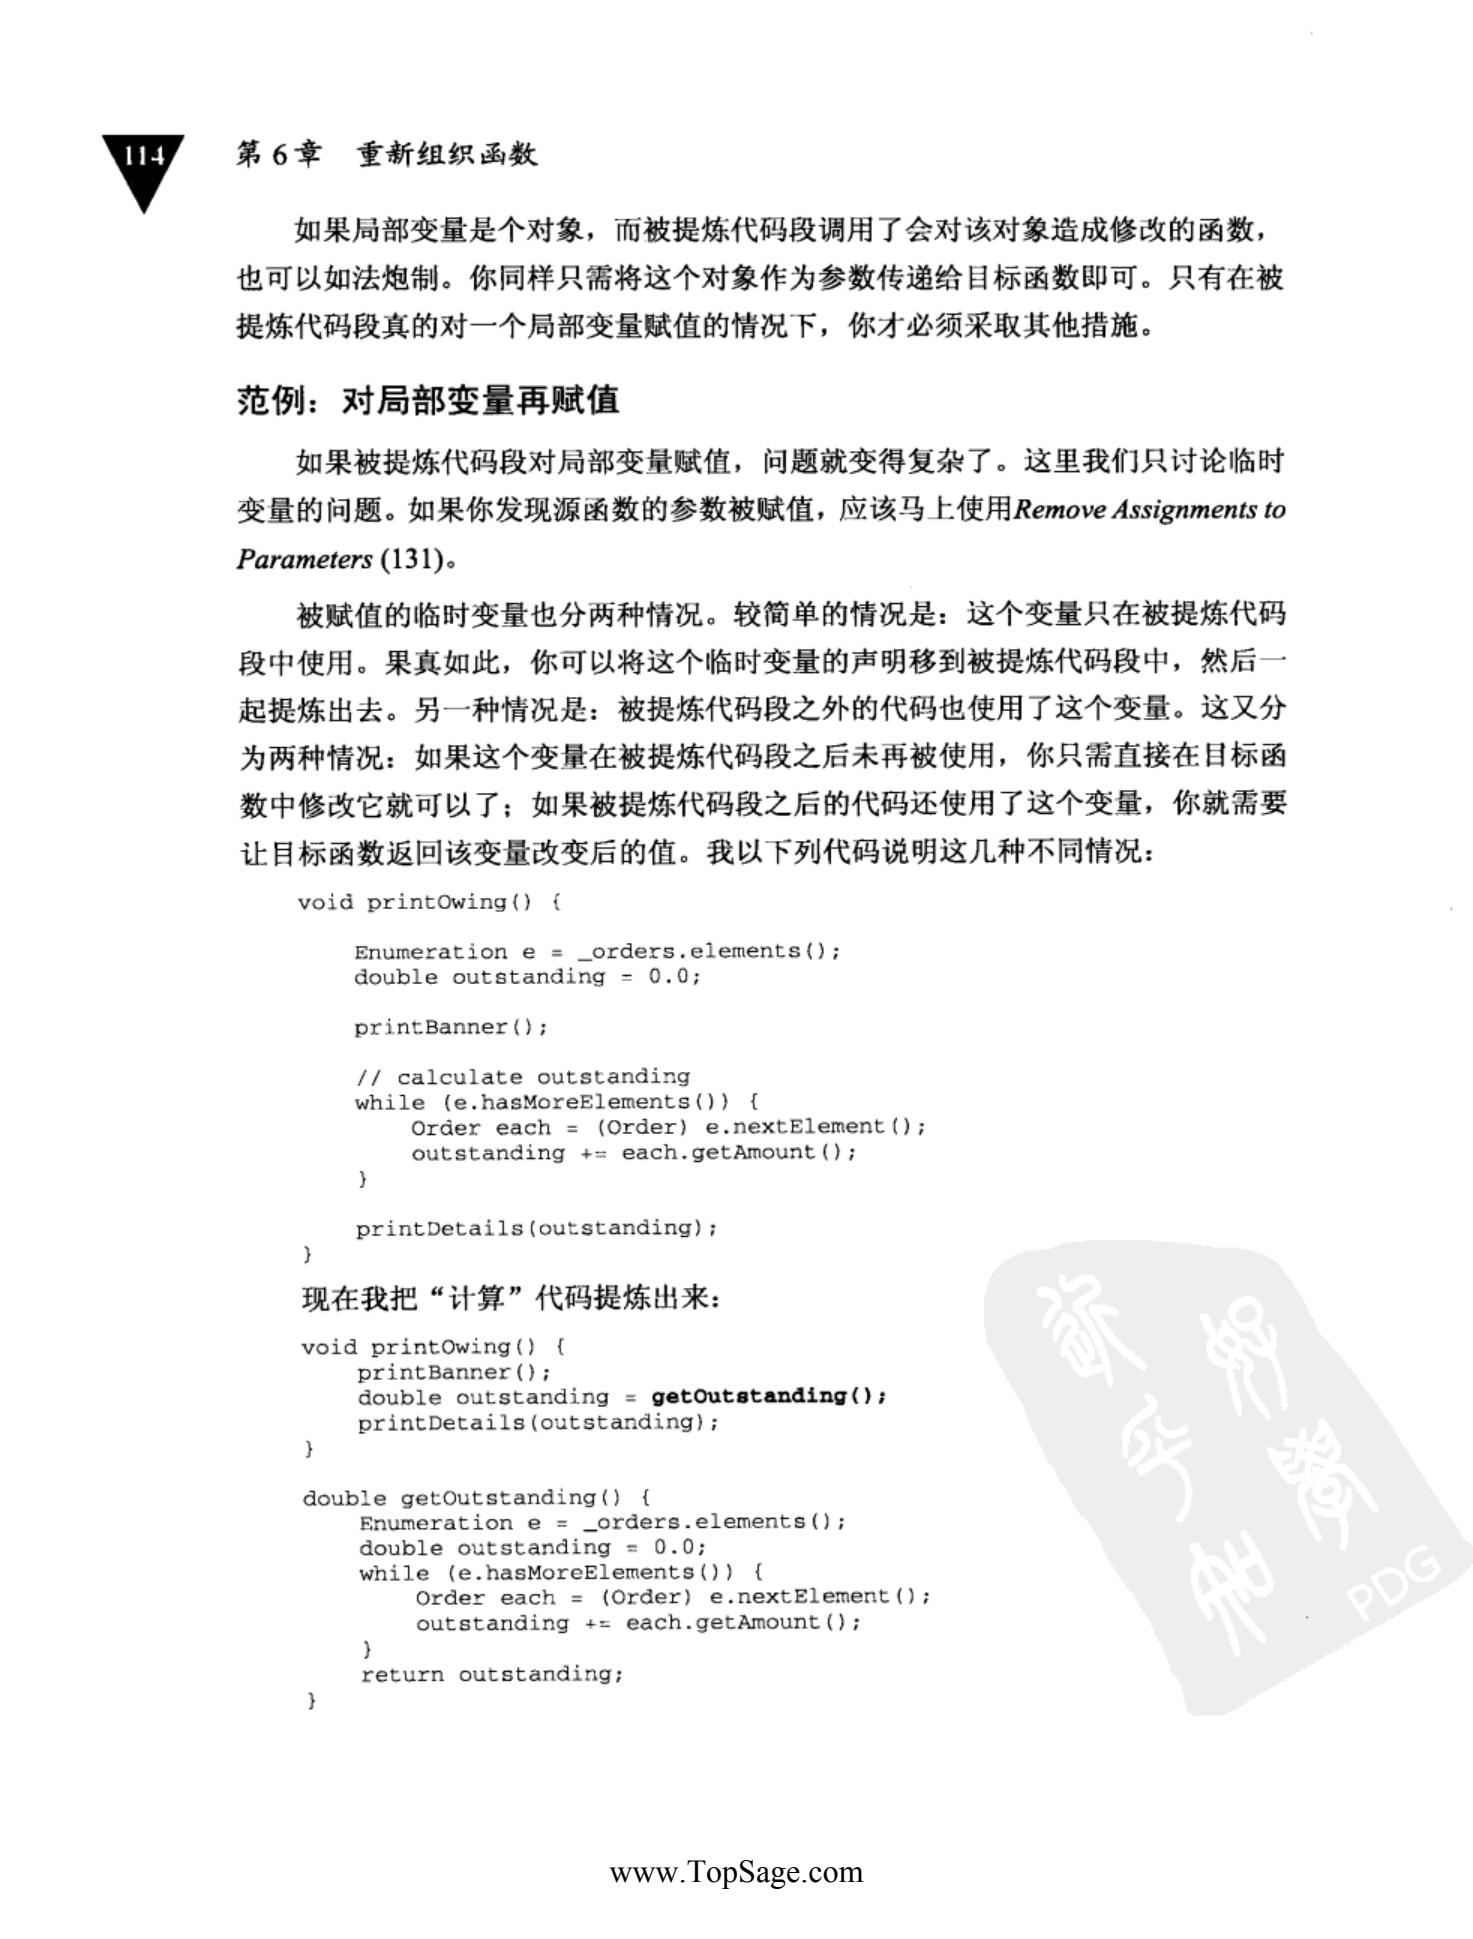 114
第6章 重新组织函数
如果局部变量是个对象，而被提炼代码段调用了会对该对象造成修改的函数，
也可以如法炮制。你同样只需将这个对象作为参数传递给目标函数即可。只有在被
提炼代码段真的对一个局部变量赋值的情况下，你才必须采取其他措施。
范例：对局部变量再赋值
如果被提炼代码段对局部变量赋值，问题就变得复杂了。这里我们只讨论临时
变量的问题。如果你发现源函数的参数被赋值，应该马上使用Remove Assignments to
Parameters (131)。
被赋值的临时变量也分两种情况。较简单的情况是：这个变量只在被提炼代码
段中使用。果真如此，你可以将这个临时变量的声明移到被提炼代码段中，然后一
起提炼出去。另一种情况是：被提炼代码段之外的代码也使用了这个变量。这又分
为两种情况：如果这个变量在被提炼代码段之后未再被使用，你只需直接在目标函
数中修改它就可以了；如果被提炼代码段之后的代码还使用了这个变量，你就需要
让目标函数返回该变量改变后的值。我以下列代码说明这几种不同情况：
void printOwing() {
Enumeration e = _orders.elements();
double outstanding = 0.0;
printBanner();
// calculate outstanding
while (e.hasMoreElements()) {
Order each = (Order) e.nextElement();
outstanding += each.getAmount();
}
printDetails(outstanding);
}
现在我把“计算”代码提炼出来：
void printOwing() {
printBanner();
double outstanding = getOutstanding();
printDetails(outstanding);
}
double getOutstanding() {
Enumeration e = _orders.elements();
double outstanding = 0.0;
while (e.hasMoreElements()) {
Order each = (Order) e.nextElement();
outstanding += each.getAmount();
}
return outstanding;
}
PDG
www.TopSage.com